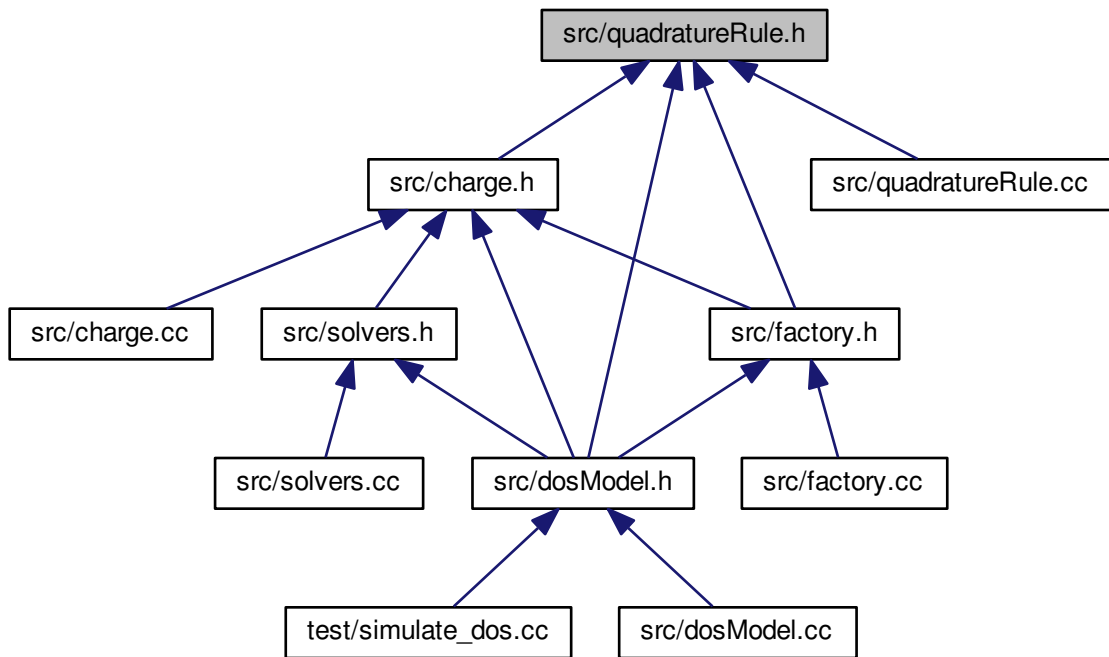 src/quadratureRule.h
src/charge.h
src/quadratureRule.cc
src/charge.cc
src/solvers.h
src/factory.h
src/solvers.cc
src/dosModel.h
src/factory.cc
test/simulate_dos.cc
src/dosModel.cc